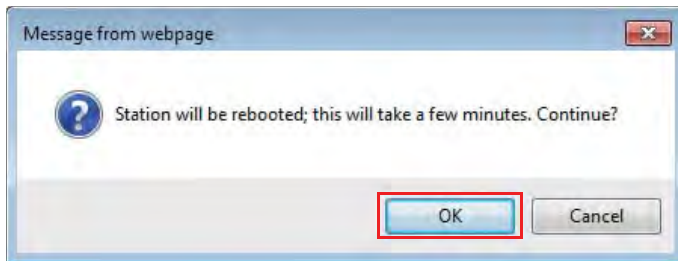 Message from webpage
Station will be rebooted; this will take a few minutes. Continue?
OK
Cancel